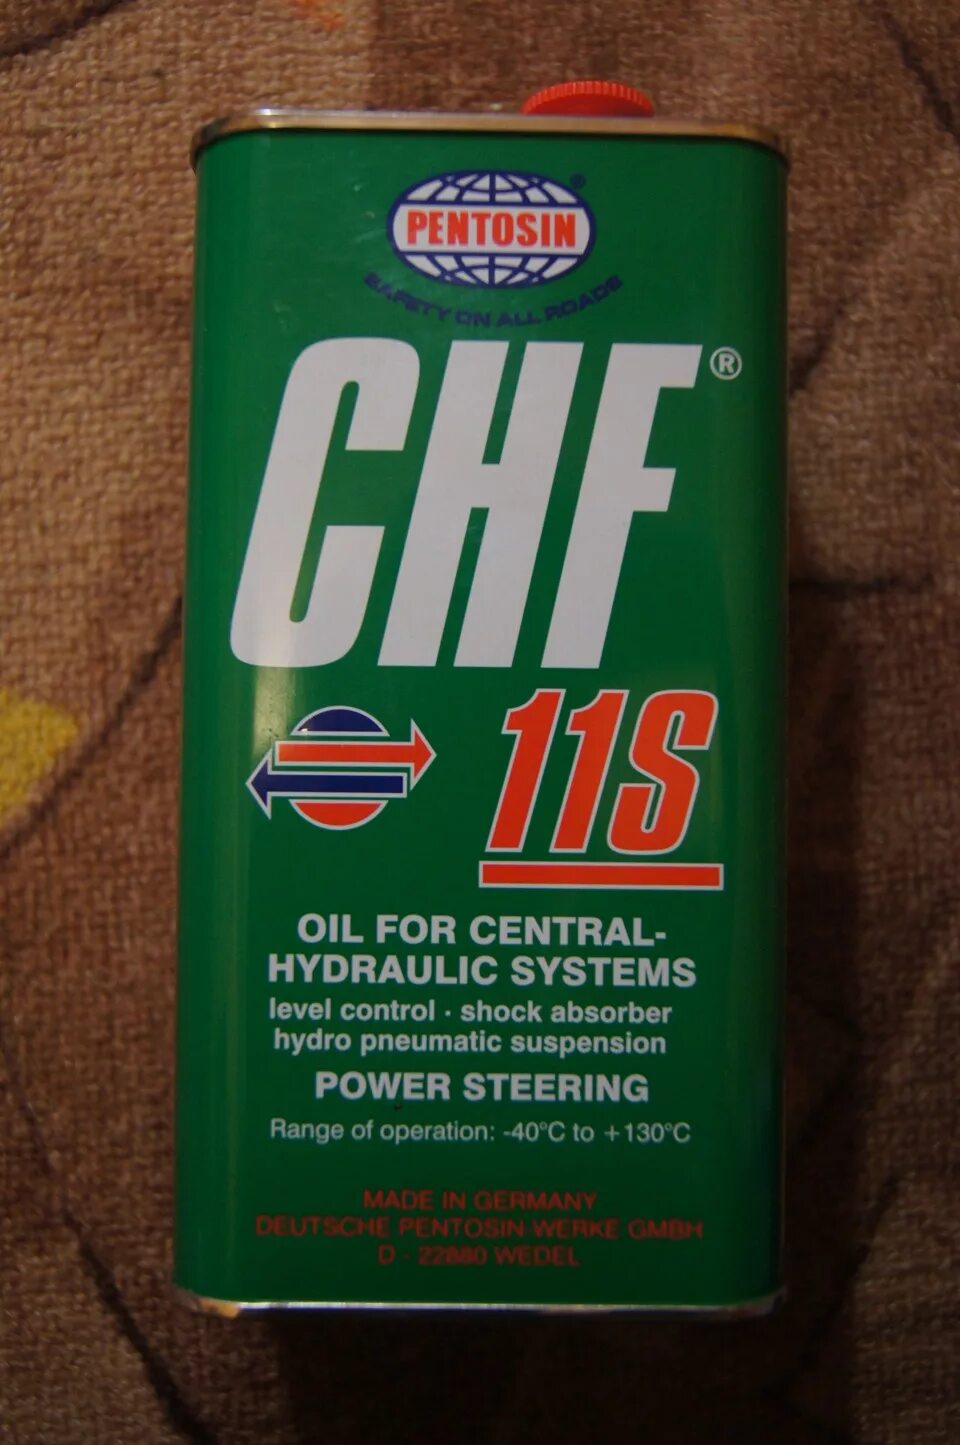 PENTOSIN®
SAFETY ON ALL ROADS
CHF®
11S
OIL FOR CENTRAL-
HYDRAULIC SYSTEMS
level control · shock absorber
hydro pneumatic suspension
POWER STEERING
Range of operation: -40°C to +130°C
MADE IN GERMANY
DEUTSCHE PENTOSIN-WERKE GMBH
D - 22880 WEDEL